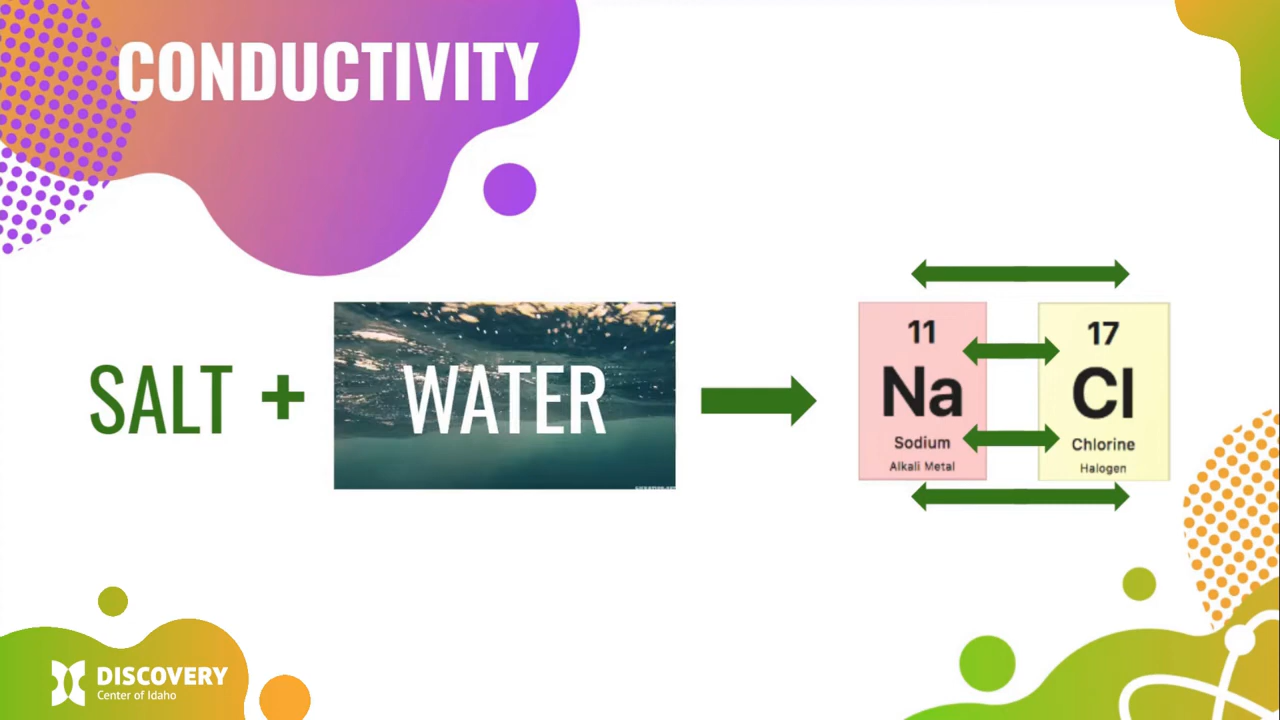 CONDUCTIVITY
SALT + WATER
11
Na
Sodium
Alkali Metal
17
Cl
Chlorine
Halogen
DISCOVERY
Center of Idaho